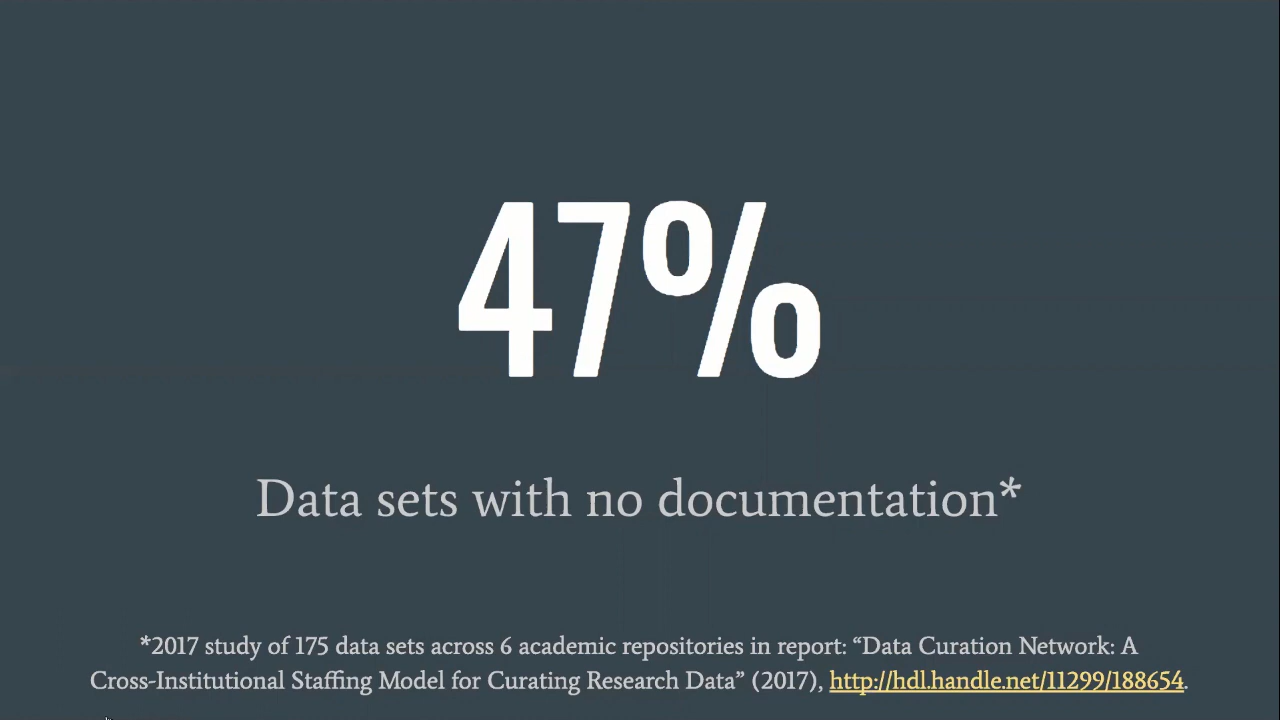 47%
Data sets with no documentation*
*2017 study of 175 data sets across 6 academic repositories in report: “Data Curation Network: A
Cross-Institutional Staffing Model for Curating Research Data” (2017), http://hdl.handle.net/11299/188654.